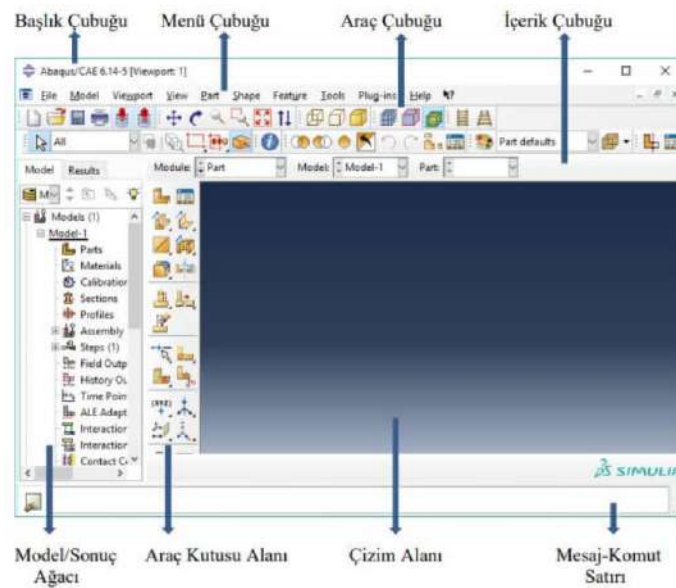 Başlık Çubuğu Menü Çubuğu Araç Çubuğu İçerik Çubuğu
Abaqus/CAE 6.14-5 [Viewport: 1]
File Model Viewport View Part Shape Feature Tools Plug-ins Help
All Part defaults
Model Results Module: Part Model: Model-1 Part:
Models (1)
Model-1
Parts
Materials
Calibration
Sections
Profiles
Assembly
Steps (1)
Field Outp
History Ou
Time Poin
ALE Adapt
Interaction
Interaction
Contact C
(XYZ)
SIMULIA
Model/Sonuç Ağacı
Araç Kutusu Alanı
Çizim Alanı
Mesaj-Komut Satırı